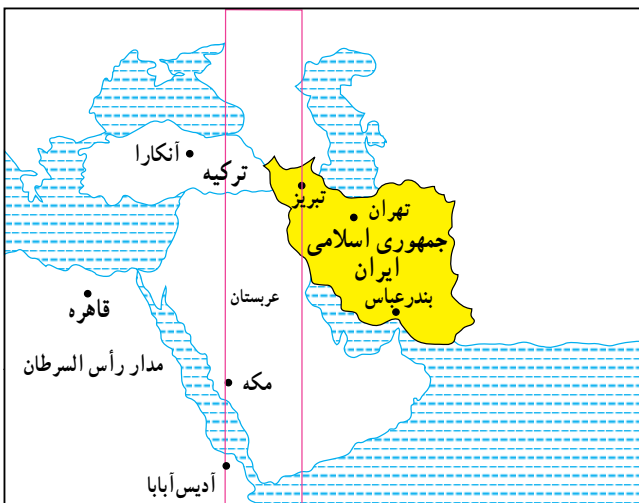 آنکارا
ترکیه
تبریز
تهران
جمهوری اسلامی
ایران
بندرعباس
عربستان
قاهره
مدار رأس السرطان
مکه
آدیس‌آبابا